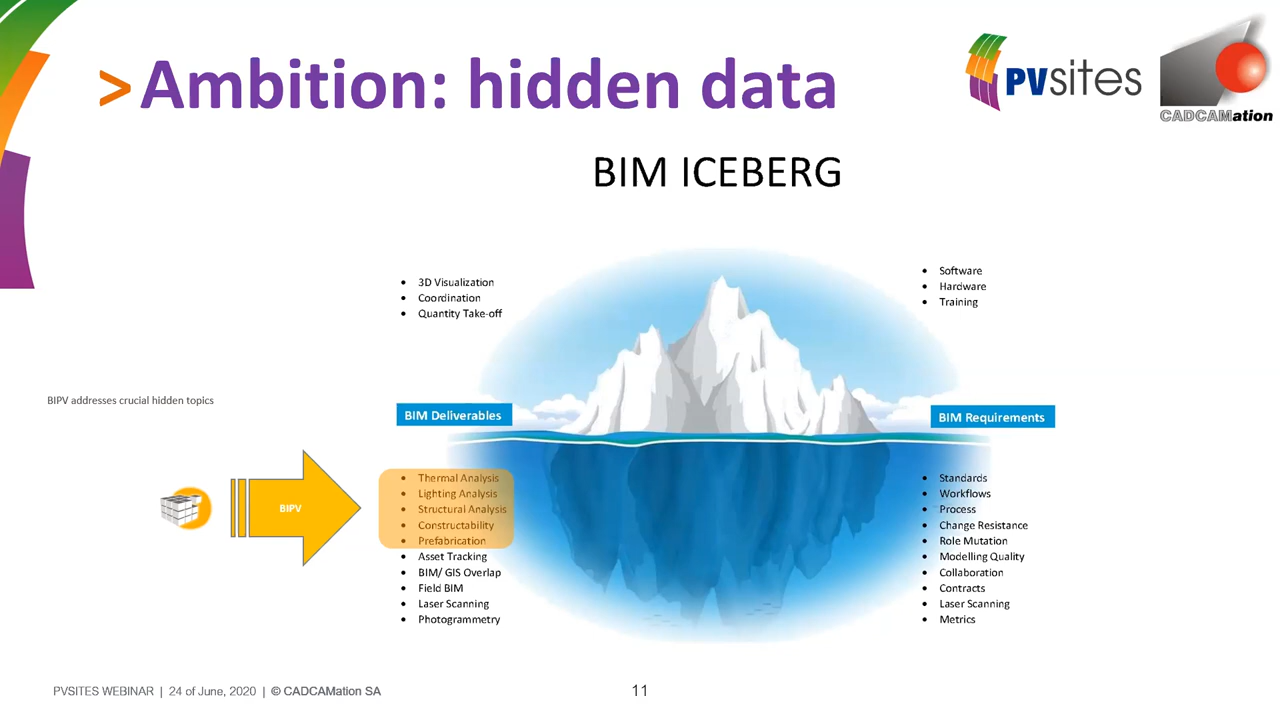 >Ambition: hidden data
PVsites
CADCAMation
BIM ICEBERG
• 3D Visualization
• Coordination
• Quantity Take-off
• Software
• Hardware
• Training
BIPV addresses crucial hidden topics
BIM Deliverables
BIM Requirements
BIPV
• Thermal Analysis
• Lighting Analysis
• Structural Analysis
• Constructability
• Prefabrication
• Asset Tracking
• BIM/ GIS Overlap
• Field BIM
• Laser Scanning
• Photogrammetry
• Standards
• Workflows
• Process
• Change Resistance
• Role Mutation
• Modelling Quality
• Collaboration
• Contracts
• Laser Scanning
• Metrics
PVSITES WEBINAR | 24 of June, 2020 | © CADCAMation SA
11